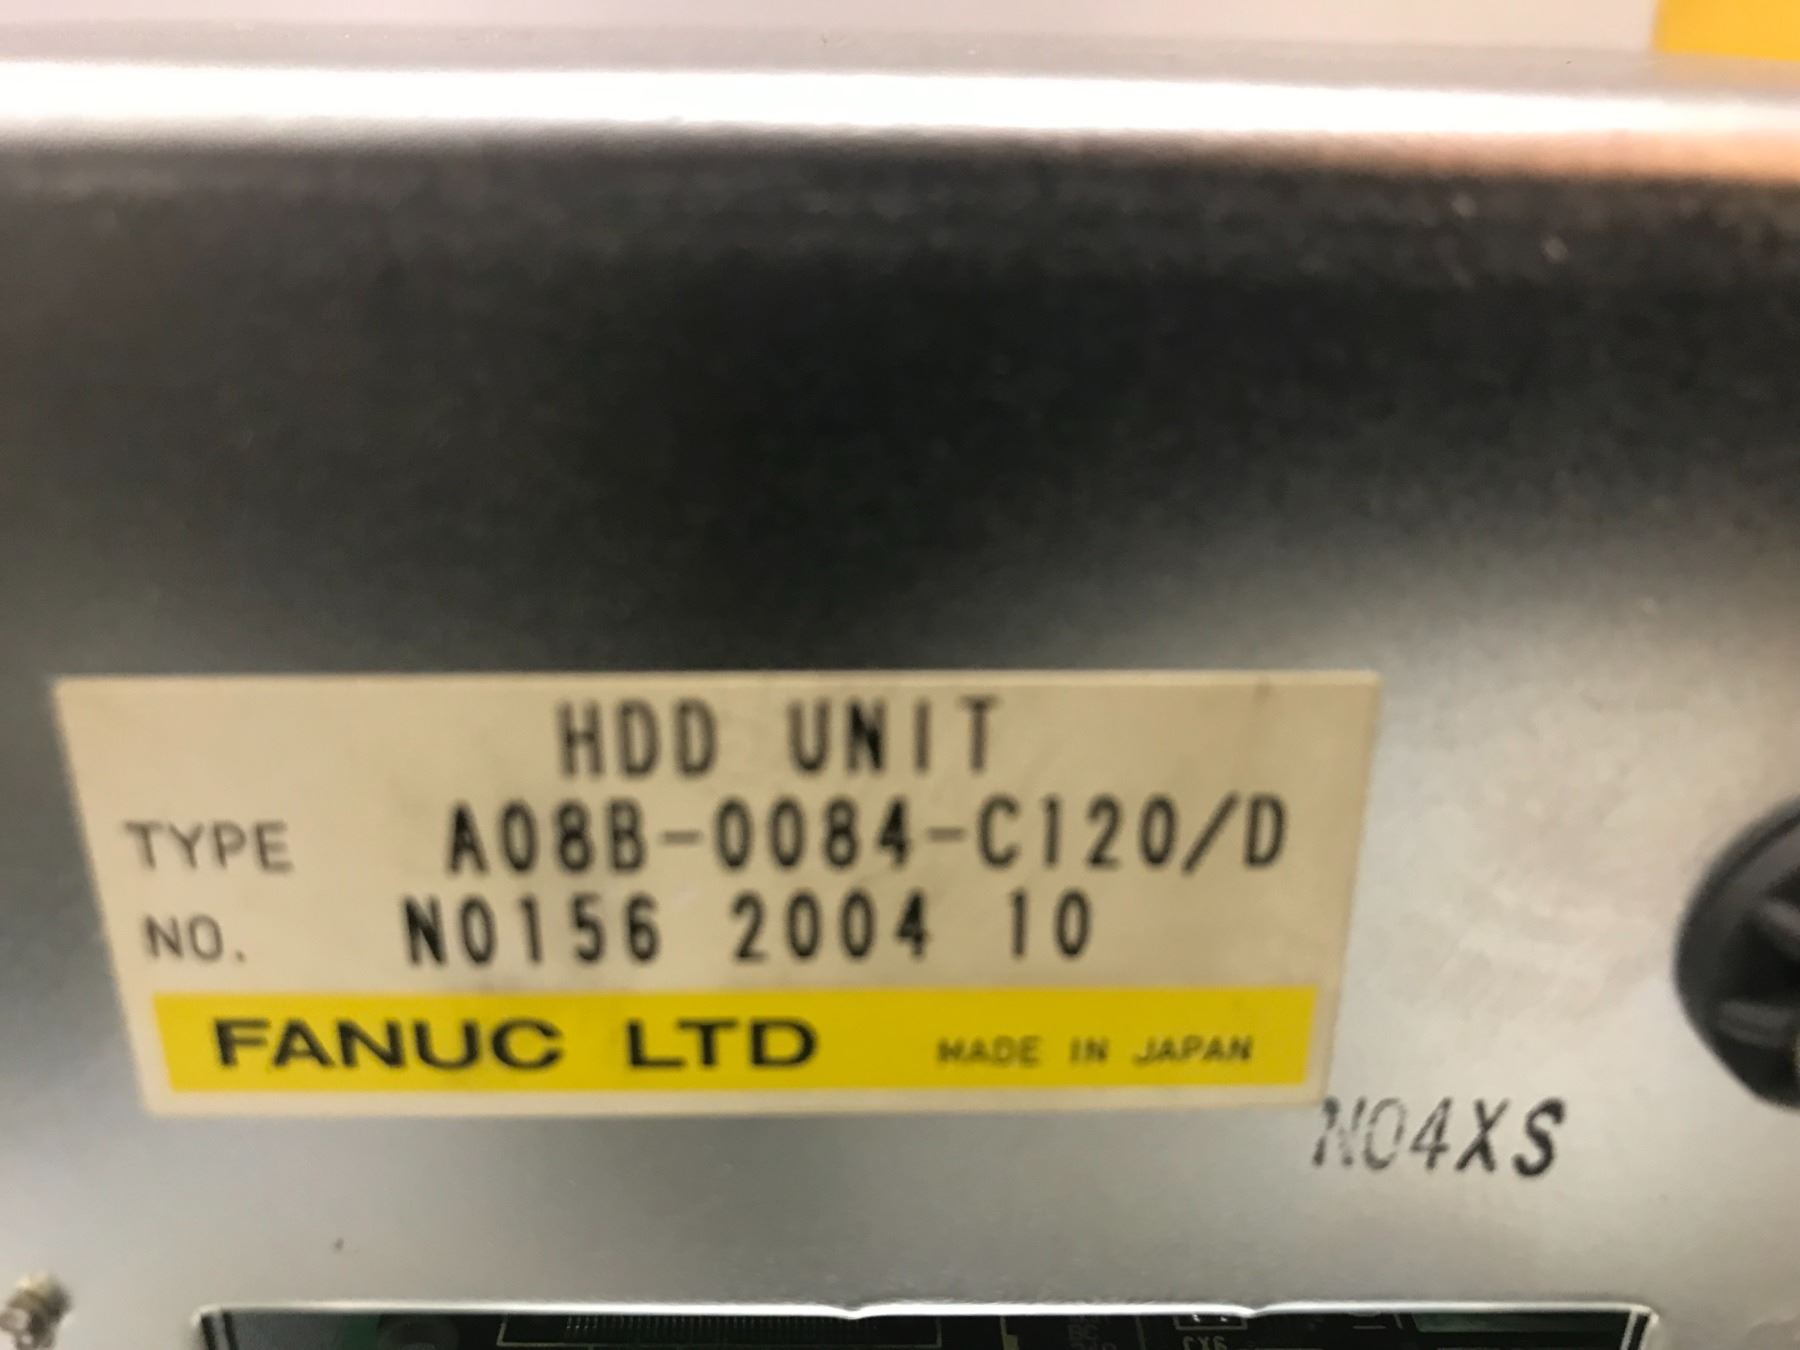 HDD UNIT
TYPE A08B-0084-C120/D
NO. N0156 2004 10
FANUC LTD MADE IN JAPAN
N04XS